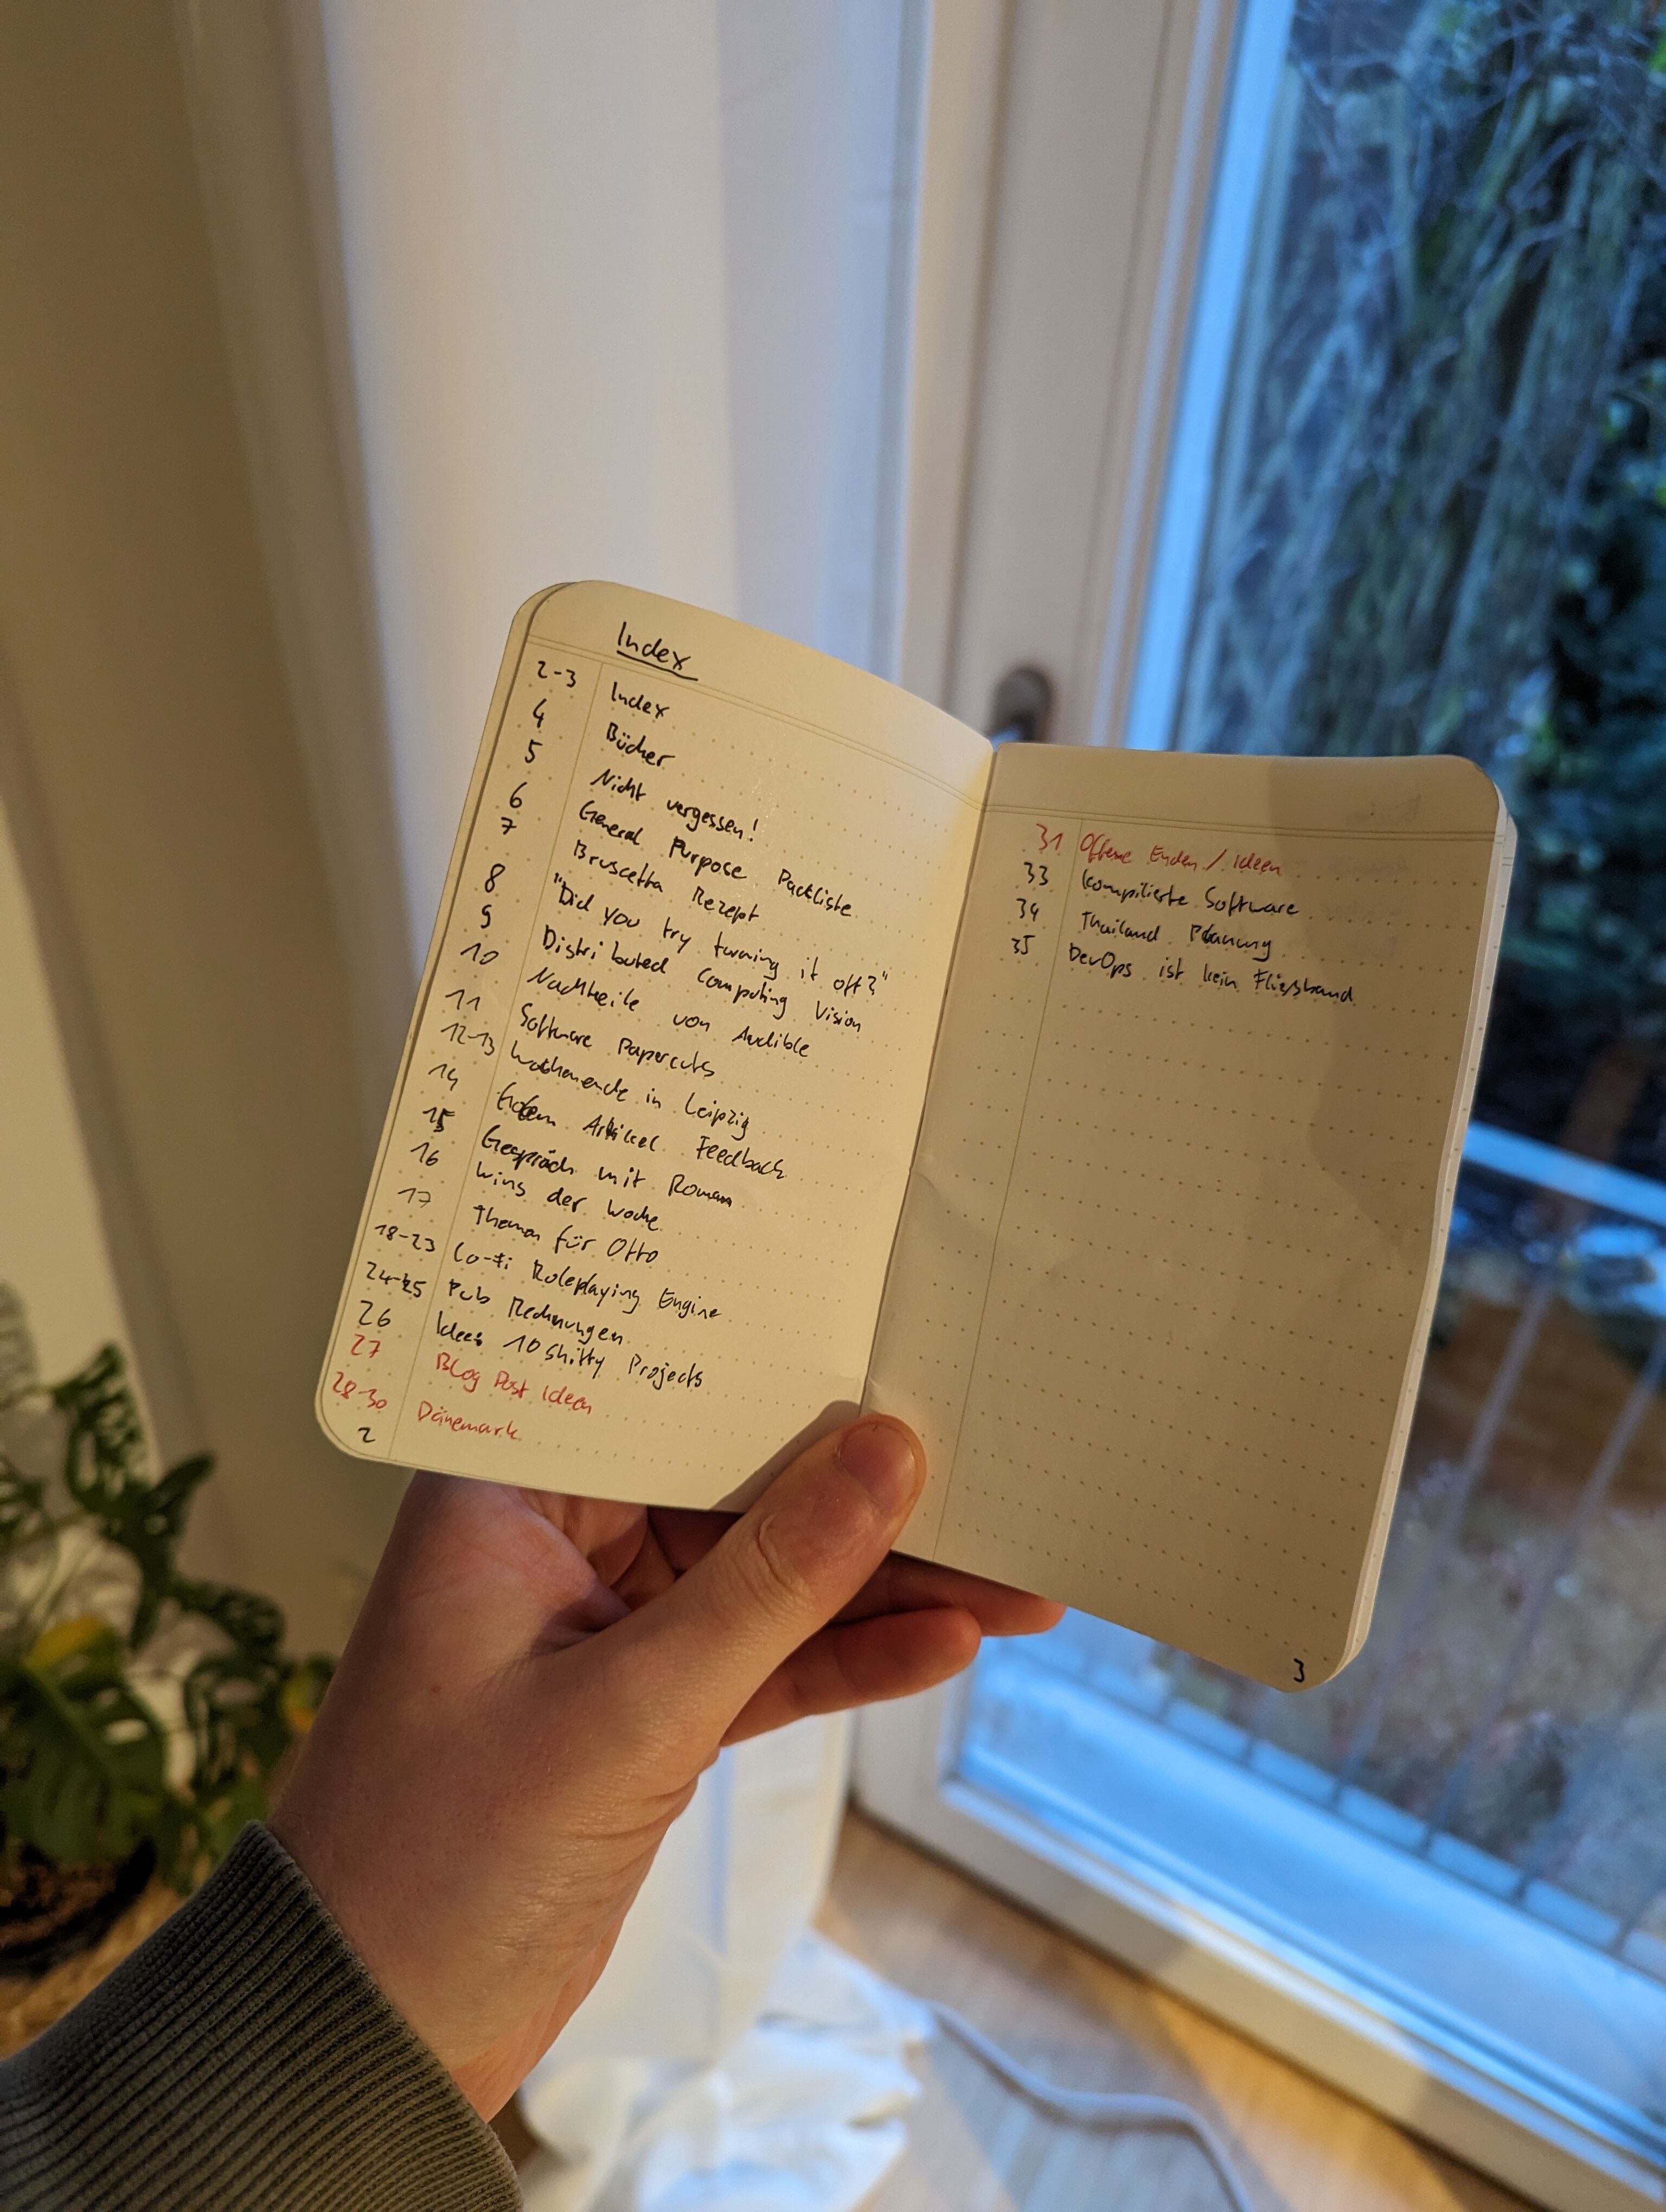 Index
2-3 Index
4 Bücher
5 Nicht vergessen!
6 General Purpose Packliste
7 Bruscetta Rezept
8 "Did you try turning it off?"
9 Distributed Computing Vision
10 Nachteile von Audible
11 Software Papercuts
12-13 Wochenende in Leipzig
14 Artikel Feedback
15 Gespräch mit Roman
16 Wins der Woche
17 Themen für Otto
18-23 Lo-Fi Roleplaying Engine
24-25 Pub Rechnungen
26 Idee: 10 Shitty Projects
27 Blog Post Ideen
28-30 Dänemark
2
31 Offene Enden / Ideen
33 kompilierte Software
34 Thailand Planung
35 DevOps ist kein Fließband
3